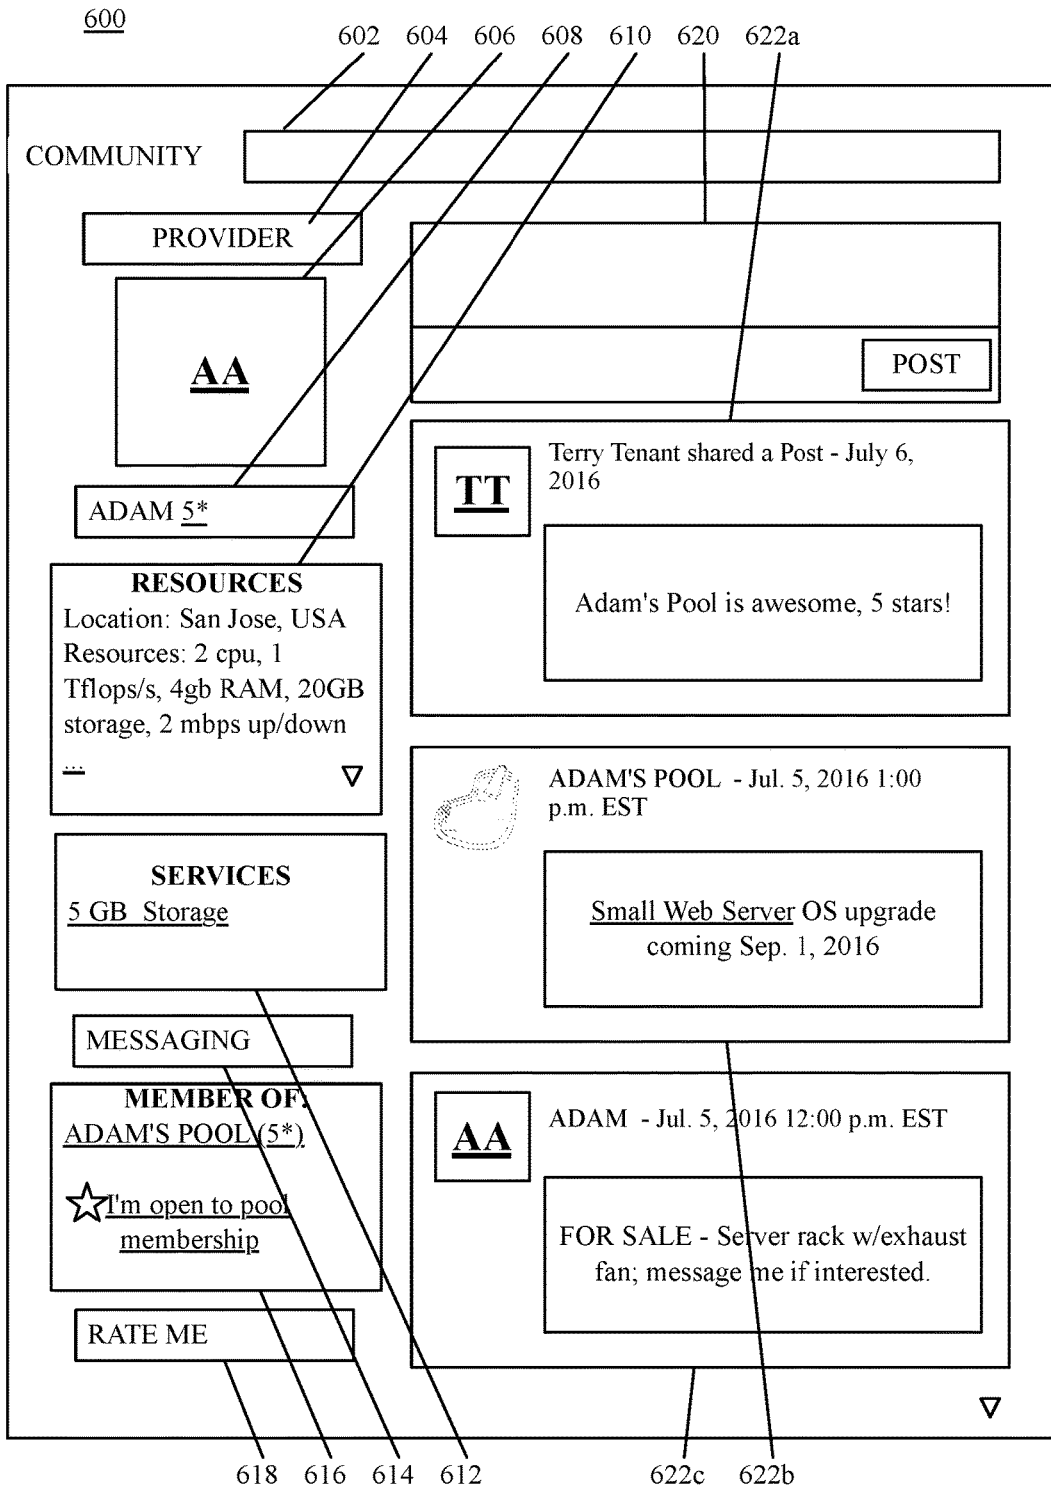 600
602 604 606 608 610 620 622a
COMMUNITY
PROVIDER
AA
ADAM 5*
RESOURCES
Location: San Jose, USA
Resources: 2 cpu, 1
Tflops/s, 4gb RAM, 20GB
storage, 2 mbps up/down
...
SERVICES
5 GB Storage
MESSAGING
MEMBER OF:
ADAM'S POOL (5*)
I'm open to pool
membership
RATE ME
POST
TT
Terry Tenant shared a Post - July 6,
2016
Adam's Pool is awesome, 5 stars!
ADAM'S POOL - Jul. 5, 2016 1:00
p.m. EST
Small Web Server OS upgrade
coming Sep. 1, 2016
AA
ADAM - Jul. 5, 2016 12:00 p.m. EST
FOR SALE - Server rack w/exhaust
fan; message me if interested.
618 616 614 612 622c 622b